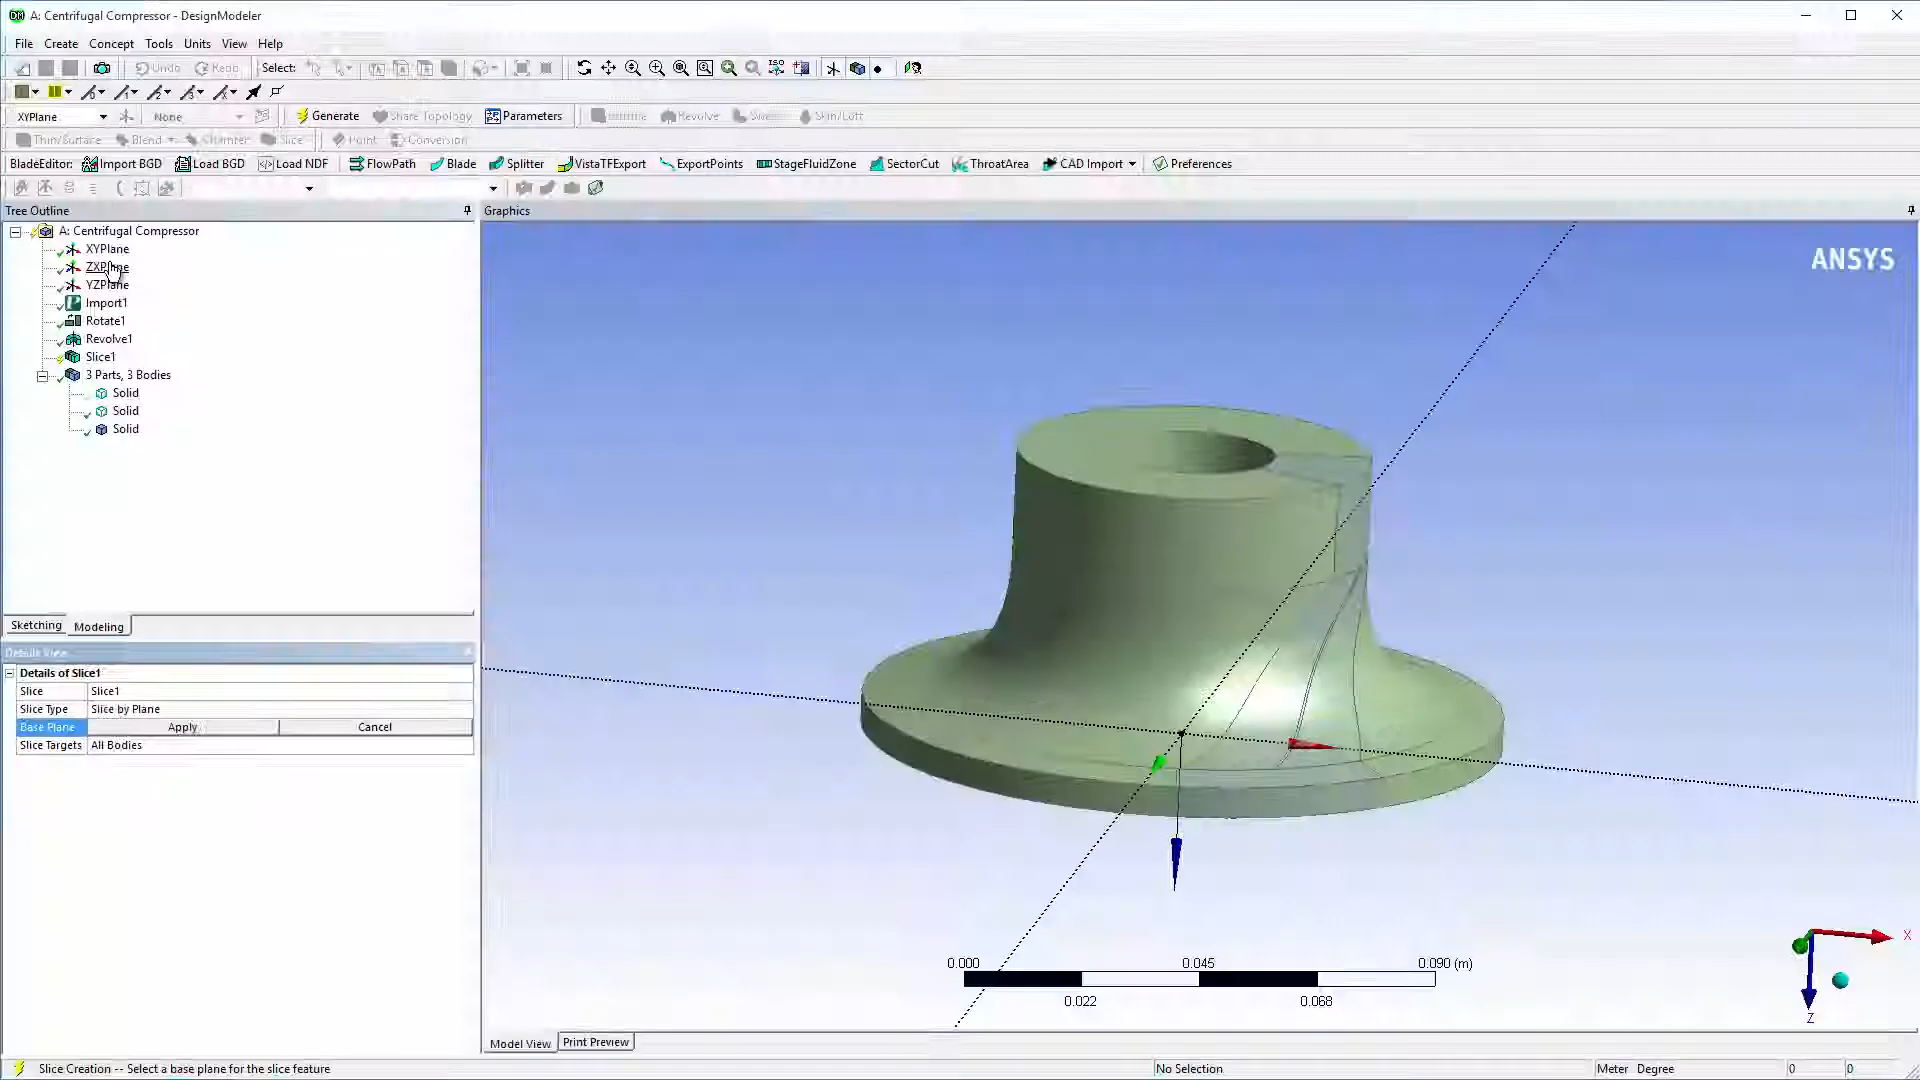 A: Centrifugal Compressor - DesignModeler
File Create Concept Tools Units View Help
Undo Redo Select: ISO
XYPlane None Generate Share Topology Parameters Extrude Revolve Sweep Skin/Loft
Thin/Surface Blend Chamfer Slice Point Conversion
BladeEditor: Import BGD Load BGD Load NDF FlowPath Blade Splitter VistaTFExport ExportPoints StageFluidZone SectorCut ThroatArea CAD Import Preferences
Tree Outline
A: Centrifugal Compressor
XYPlane
ZXPlane
YZPlane
Import1
Rotate1
Revolve1
Slice1
3 Parts, 3 Bodies
Solid
Solid
Solid
Sketching Modeling
Details View
Details of Slice1
Slice Slice1
Slice Type Slice by Plane
Base Plane Apply Cancel
Slice Targets All Bodies
Graphics
ANSYS
0.000 0.045 0.090 (m)
0.022 0.068
X
Z
Model View Print Preview
Slice Creation -- Select a base plane for the slice feature No Selection Meter Degree 0 0